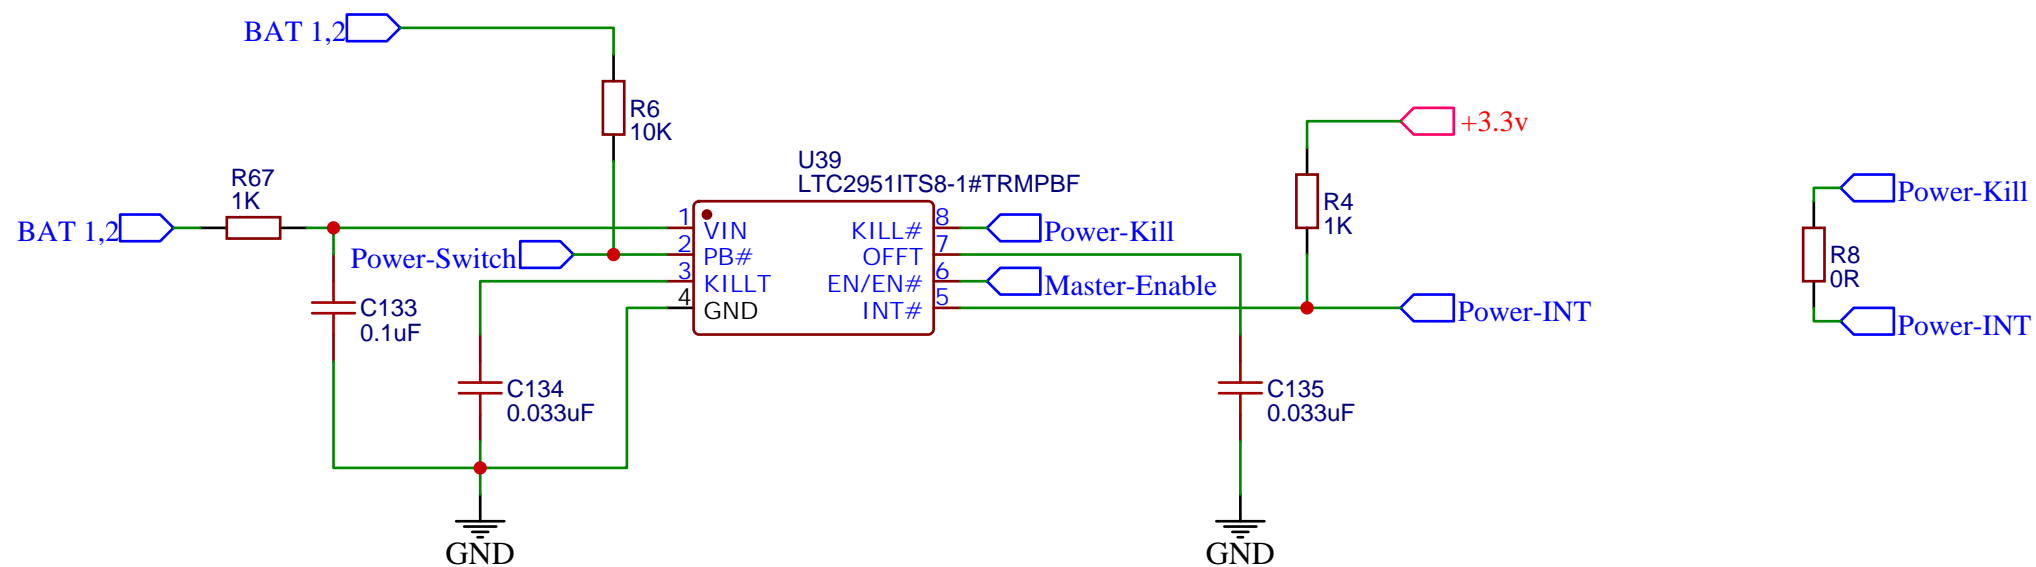 BAT 1,2
R6
10K
+3.3v
U39
LTC2951ITS8-1#TRMPBF
R67
1K
R4
1K
Power-Kill
BAT 1,2
1
VIN
KILL#
8
Power-Kill
Power-Switch
2
PB#
OFFT
7
R8
0R
3
KILLT
EN/EN#
6
Master-Enable
4
GND
INT#
5
Power-INT
Power-INT
C133
0.1uF
C134
0.033uF
C135
0.033uF
GND
GND